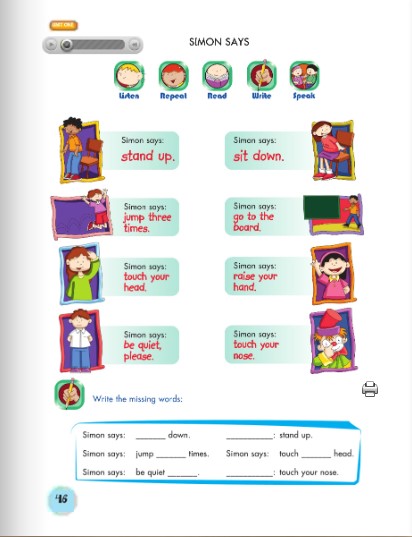 UNIT ONE
SIMON SAYS
Listen Repeat Read Write Speak
Simon says:
stand up.
Simon says:
sit down.
Simon says:
jump three
times.
Simon says:
go to the
board.
Simon says:
touch your
head.
Simon says:
raise your
hand.
Simon says:
be quiet,
please.
Simon says:
touch your
nose.
Write the missing words:
Simon says: ______ down. __________: stand up.
Simon says: jump ______ times. Simon says: touch ______ head.
Simon says: be quiet ______. __________: touch your nose.
46